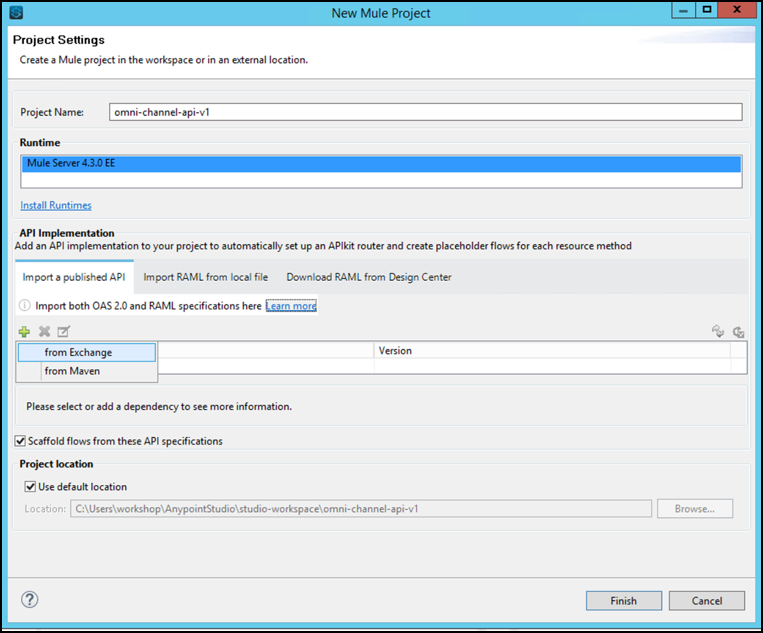 New Mule Project
Project Settings
Create a Mule project in the workspace or in an external location.
Project Name: omni-channel-api-v1
Runtime
Mule Server 4.3.0 EE
Install Runtimes
API Implementation
Add an API implementation to your project to automatically set up an APIkit router and create placeholder flows for each resource method
Import a published API Import RAML from local file Download RAML from Design Center
Import both OAS 2.0 and RAML specifications here Learn more
from Exchange Version
from Maven
Please select or add a dependency to see more information.
Scaffold flows from these API specifications
Project location
Use default location
Location: C:\Users\workshop\AnypointStudio\studio-workspace\omni-channel-api-v1 Browse...
? Finish Cancel